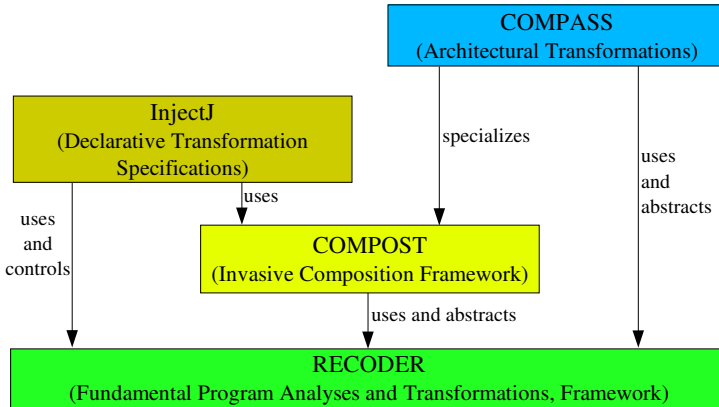 COMPASS
(Architectural Transformations)
InjectJ
(Declarative Transformation
Specifications)
specializes
uses
and
abstracts
uses
uses
and
controls
COMPOST
(Invasive Composition Framework)
uses and abstracts
RECODER
(Fundamental Program Analyses and Transformations, Framework)